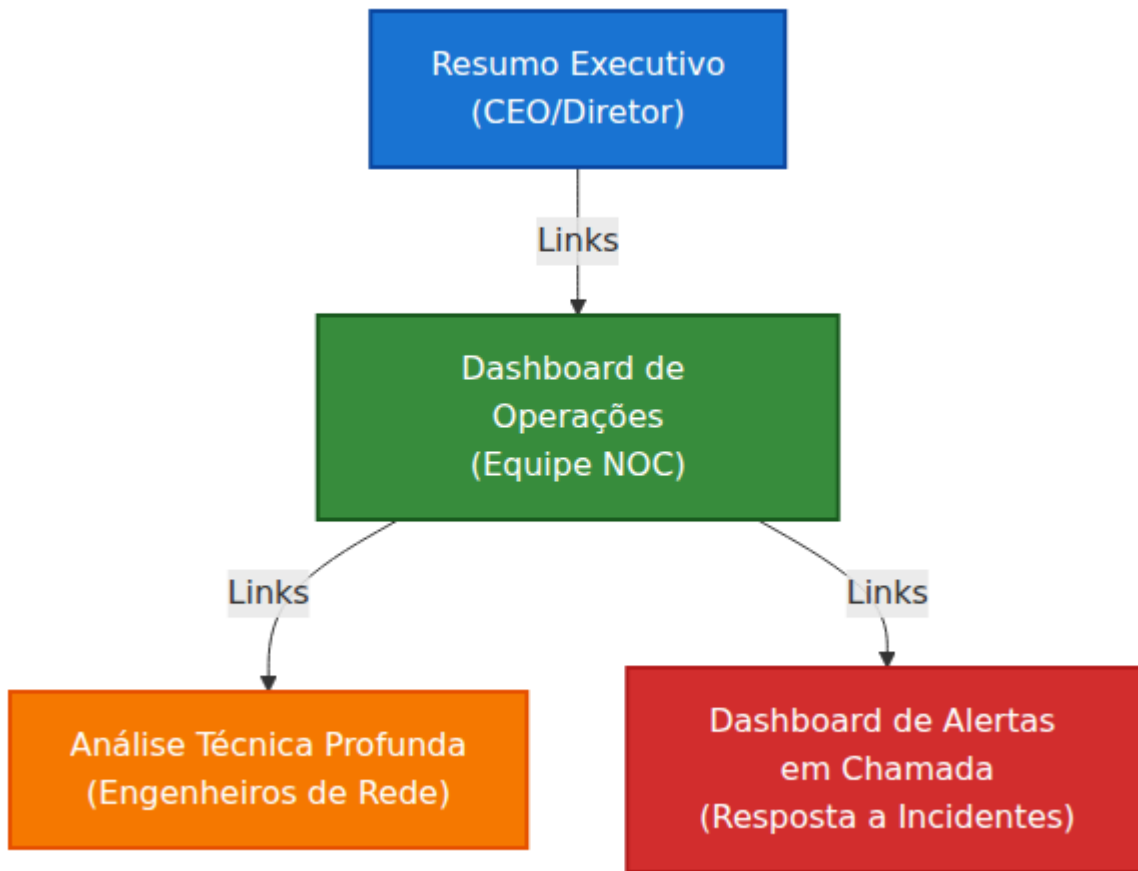 Resumo Executivo
(CEO/Diretor)
Links
Dashboard de
Operações
(Equipe NOC)
Links
Links
Análise Técnica Profunda
(Engenheiros de Rede)
Dashboard de Alertas
em Chamada
(Resposta a Incidentes)